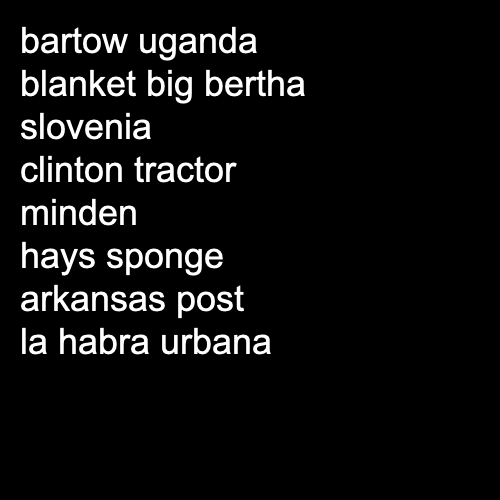 bartow uganda
blanket big bertha
slovenia
clinton tractor
minden
hays sponge
arkansas post
la habra urbana